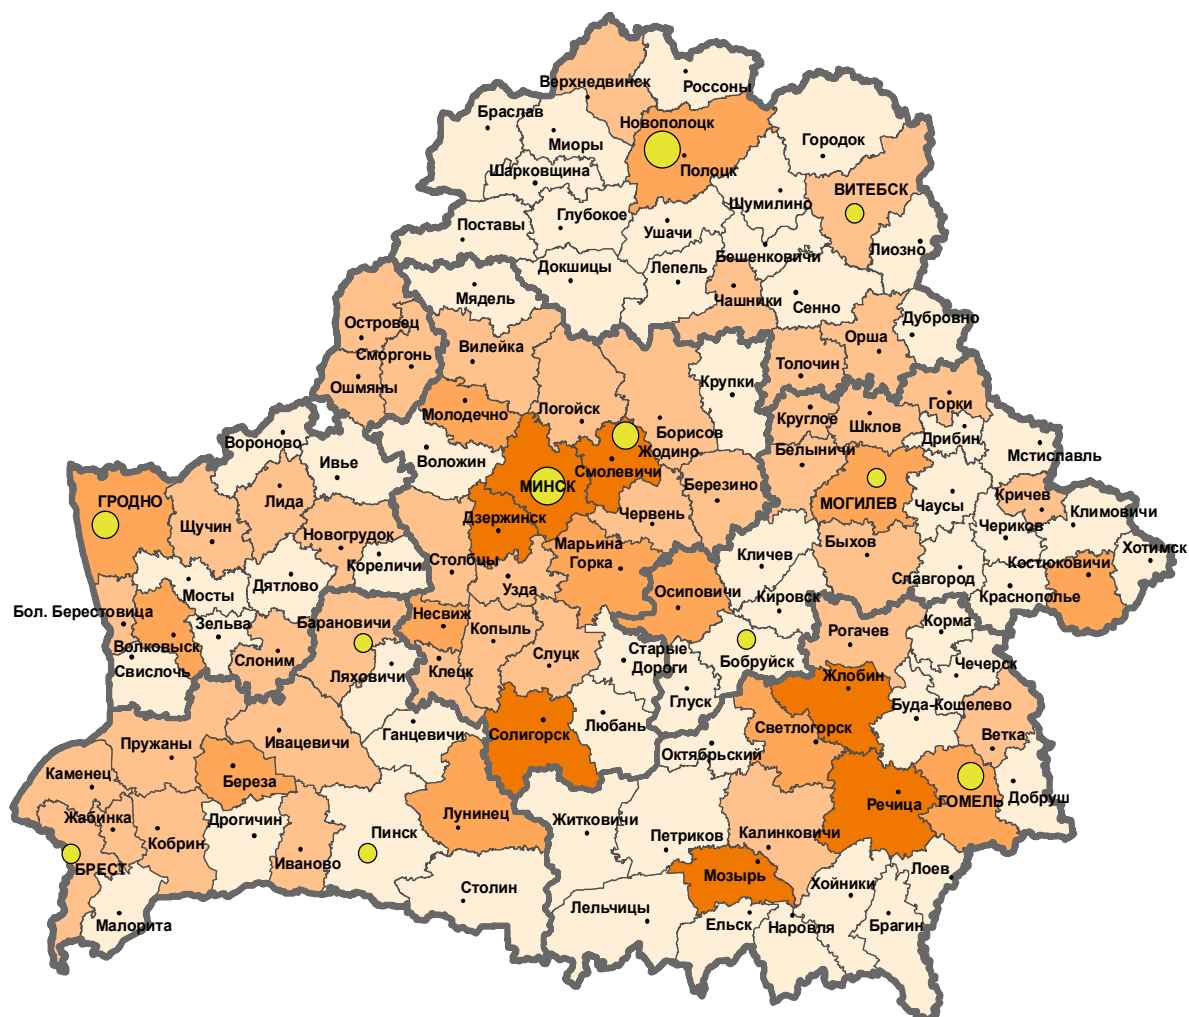 Верхнедвинск
Россоны
Браслав
Новополоцк
Миоры
Городок
Шарковщина
Полоцк
ВИТЕБСК
Шумилино
Глубокое
Поставы
Ушачи
Лиозно
Бешенковичи
Докшицы
Лепель
Мядель
Чашники
Сенно
Островец
Дубровно
Орша
Вилейка
Сморгонь
Толочин
Ошмяны
Крупки
Молодечно
Логойск
Горки
Круглое
Шклов
Борисов
Вороново
Дрибин
Жодино
Белыничи
Мстиславль
Ивье
Воложин
Смолевичи
МИНСК
Березино
Лида
ГРОДНО
Кричев
МОГИЛЕВ
Чаусы
Климовичи
Дзержинск
Червень
Щучин
Чериков
Новогрудок
Марьина
Горка
Быхов
Хотимск
Кличев
Столбцы
Кореличи
Костюковичи
Славгород
Дятлово
Узда
Осиповичи
Мосты
Кировск
Краснополье
Бол. Берестовица
Зельва
Барановичи
Несвиж
Корма
Копыль
Рогачев
Волковыск
Старые
Дороги
Слуцк
Слоним
Бобруйск
Чечерск
Свислочь
Ляховичи
Клецк
Жлобин
Глуск
Буда-Кошелево
Любань
Светлогорск
Ганцевичи
Солигорск
Ветка
Пружаны
Ивацевичи
Октябрьский
Каменец
Береза
Добруш
ГОМЕЛЬ
Речица
Лунинец
Жабинка
Дрогичин
Житковичи
Пинск
Калинковичи
Петриков
Кобрин
Иваново
БРЕСТ
Лоев
Мозырь
Хойники
Столин
Лельчицы
Малорита
Ельск
Наровля
Брагин